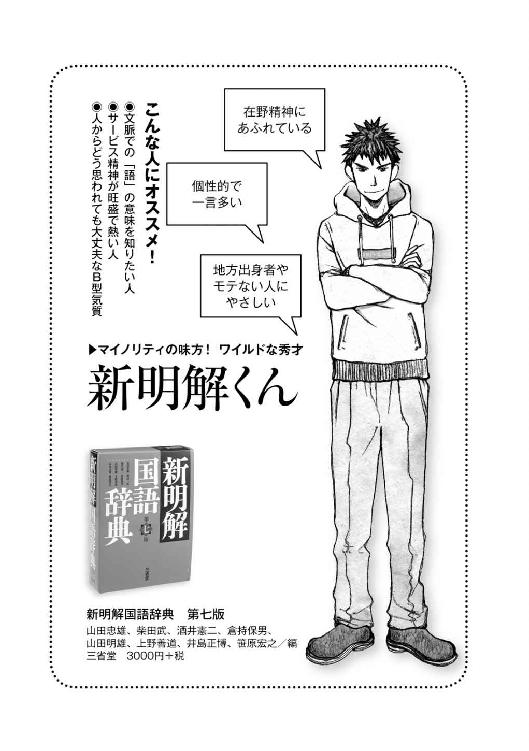 こんな人にオススメ！
●文脈での「語」の意味を知りたい人
●サービス精神が旺盛で熱い人
●人からどう思われても大丈夫なB型気質
在野精神に
あふれている
個性的で
一言多い
地方出身者や
モテない人に
やさしい
▶マイノリティの味方！ ワイルドな秀才
新明解くん
新明解
国語
辞典
新明解国語辞典
新明解国語辞典　第七版
山田忠雄、柴田武、酒井憲二、倉持保男、
山田明雄、上野善道、井島正博、笹原宏之／編
三省堂　3000円＋税